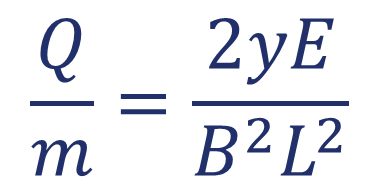 Q/m = 2yE/B²L²